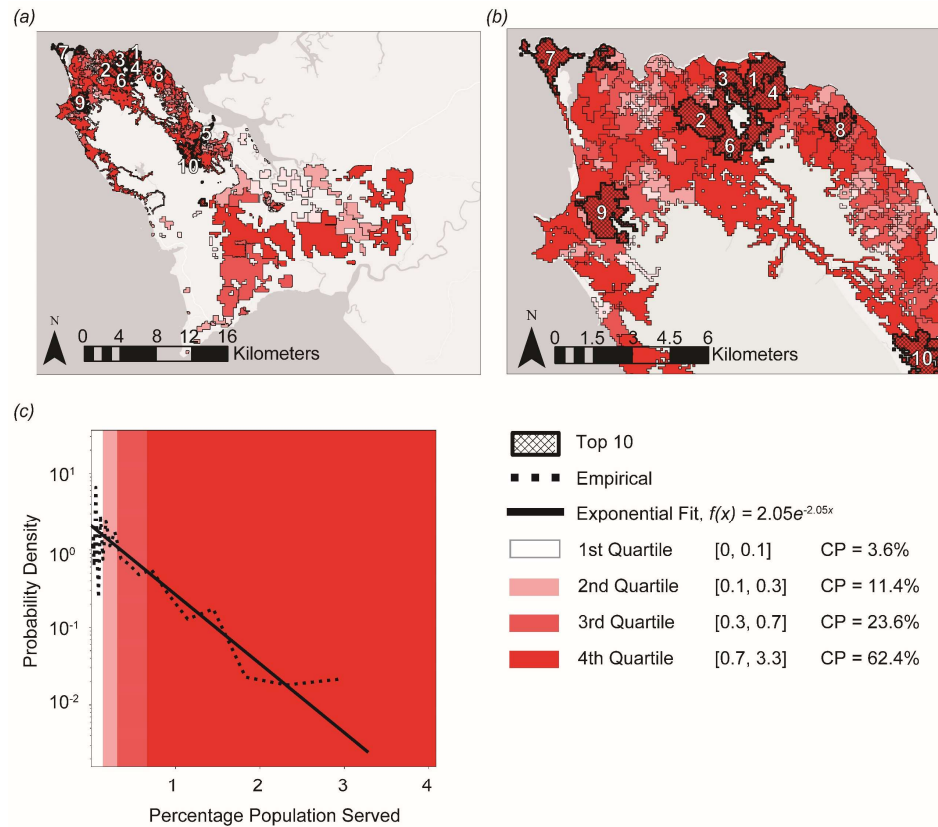 (a)
7
1
3
2
4
6
8
9
5
10
N
0 4 8 12 16
Kilometers
(b)
7
3
1
4
2
8
6
9
10
N
0 1.5 3 4.5 6
Kilometers
(c)
Probability Density
10^1
10^0
10^-1
10^-2
1 2 3 4
Percentage Population Served
Top 10
Empirical
Exponential Fit, f(x) = 2.05e^-2.05x
1st Quartile [0, 0.1] CP = 3.6%
2nd Quartile [0.1, 0.3] CP = 11.4%
3rd Quartile [0.3, 0.7] CP = 23.6%
4th Quartile [0.7, 3.3] CP = 62.4%